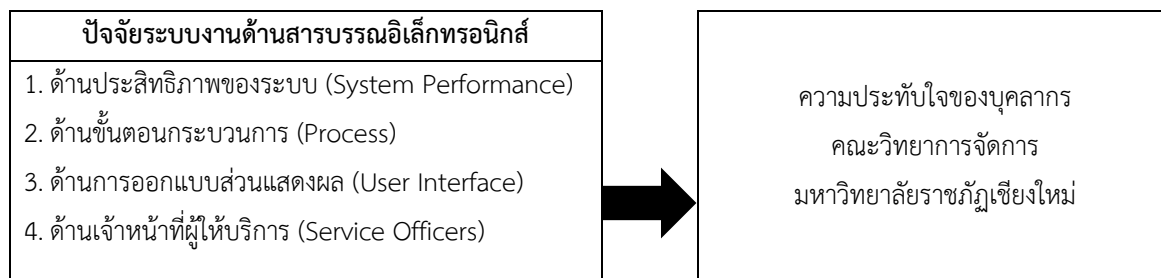 ปัจจัยระบบงานด้านสารบรรณอิเล็กทรอนิกส์
1. ด้านประสิทธิภาพของระบบ (System Performance)
2. ด้านขั้นตอนกระบวนการ (Process)
3. ด้านการออกแบบส่วนแสดงผล (User Interface)
4. ด้านเจ้าหน้าที่ผู้ให้บริการ (Service Officers)
ความประทับใจของบุคลากร
คณะวิทยาการจัดการ
มหาวิทยาลัยราชภัฏเชียงใหม่